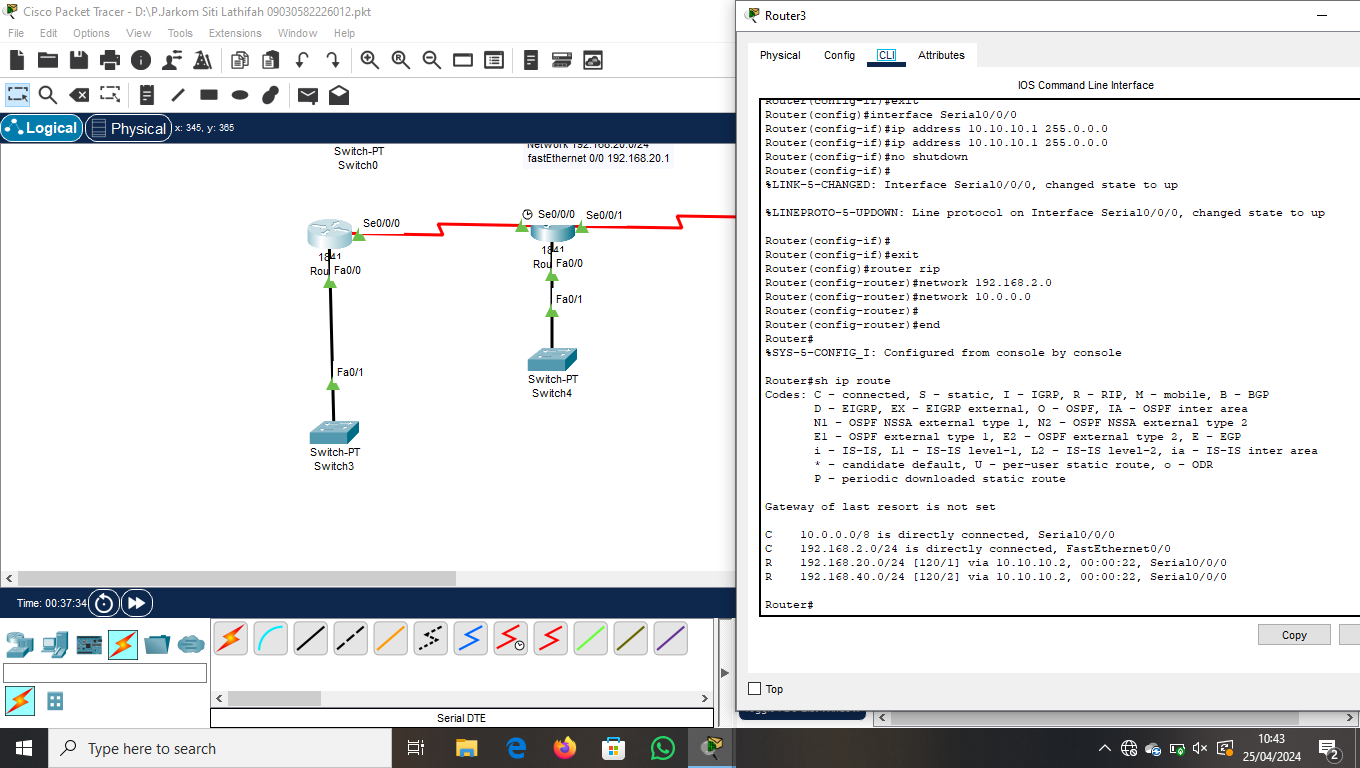 Cisco Packet Tracer - D:\P.Jarkom Siti Lathifah 09030582226012.pkt
File Edit Options View Tools Extensions Window Help
Logical Physical x: 345, y: 365
Switch-PT
Switch0
Network 192.168.20.0/24
fastEthernet 0/0 192.168.20.1
Se0/0/0
Se0/0/0 Se0/0/1
1841
Rou Fa0/0
1841
Rou Fa0/0
Fa0/1
Fa0/1
Switch-PT
Switch4
Switch-PT
Switch3
Time: 00:37:34
Serial DTE
Router3
Physical Config CLI Attributes
IOS Command Line Interface
Router(config-if)#exit
Router(config)#interface Serial0/0/0
Router(config-if)#ip address 10.10.10.1 255.0.0.0
Router(config-if)#ip address 10.10.10.1 255.0.0.0
Router(config-if)#no shutdown
Router(config-if)#
%LINK-5-CHANGED: Interface Serial0/0/0, changed state to up
%LINEPROTO-5-UPDOWN: Line protocol on Interface Serial0/0/0, changed state to up
Router(config-if)#
Router(config-if)#exit
Router(config)#router rip
Router(config-router)#network 192.168.2.0
Router(config-router)#network 10.0.0.0
Router(config-router)#
Router(config-router)#end
Router#
%SYS-5-CONFIG_I: Configured from console by console
Router#sh ip route
Codes: C - connected, S - static, I - IGRP, R - RIP, M - mobile, B - BGP
D - EIGRP, EX - EIGRP external, O - OSPF, IA - OSPF inter area
N1 - OSPF NSSA external type 1, N2 - OSPF NSSA external type 2
E1 - OSPF external type 1, E2 - OSPF external type 2, E - EGP
i - IS-IS, L1 - IS-IS level-1, L2 - IS-IS level-2, ia - IS-IS inter area
* - candidate default, U - per-user static route, o - ODR
P - periodic downloaded static route
Gateway of last resort is not set
C 10.0.0.0/8 is directly connected, Serial0/0/0
C 192.168.2.0/24 is directly connected, FastEthernet0/0
R 192.168.20.0/24 [120/1] via 10.10.10.2, 00:00:22, Serial0/0/0
R 192.168.40.0/24 [120/2] via 10.10.10.2, 00:00:22, Serial0/0/0
Router#
Copy
Top
Type here to search
10:43
25/04/2024
2